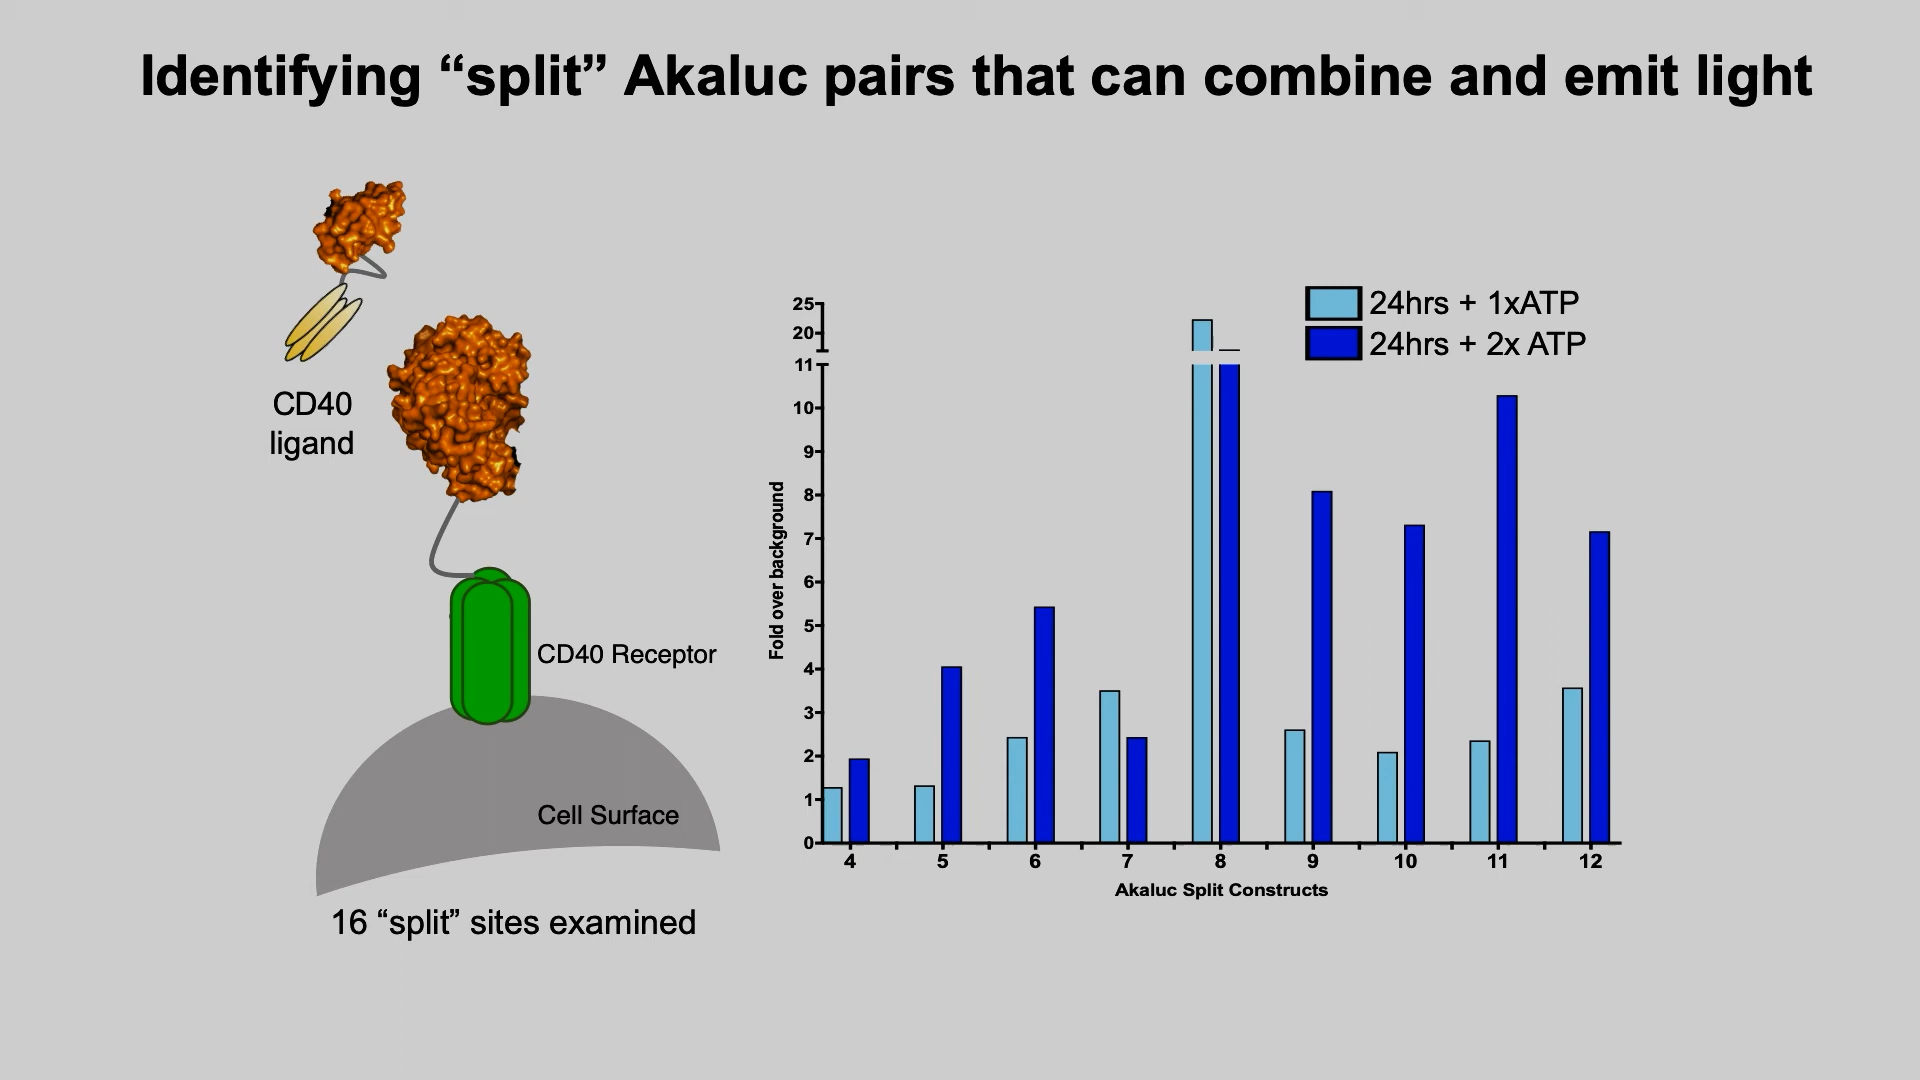 Identifying “split” Akaluc pairs that can combine and emit light
CD40
ligand
CD40 Receptor
Cell Surface
16 “split” sites examined
24hrs + 1xATP
24hrs + 2x ATP
Fold over background
25
20
11
10
9
8
7
6
5
4
3
2
1
0
4 5 6 7 8 9 10 11 12
Akaluc Split Constructs